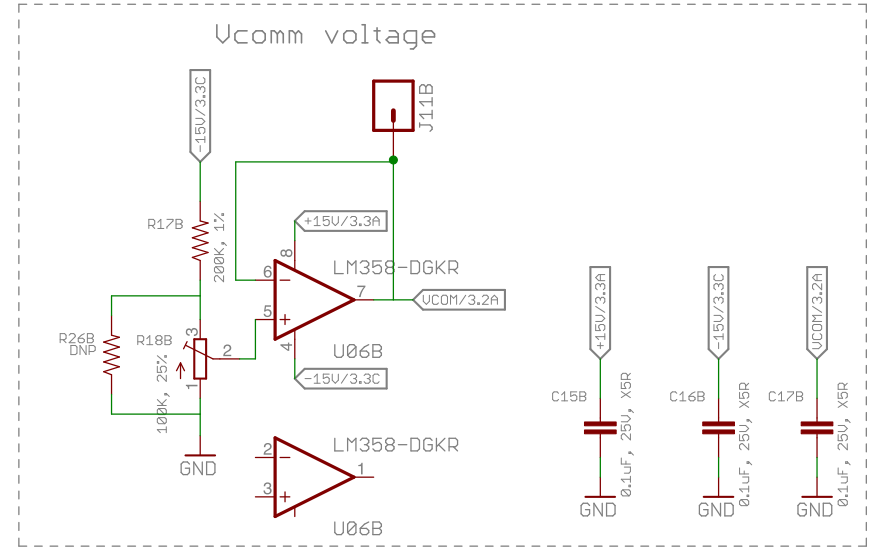 Vcomm voltage
J11B
-15V/3.3C
R17B
200K, 1%
+15V/3.3A
8
LM358-DGKR
6
7
VCOM/3.2A
5
4
U06B
-15V/3.3C
R26B
DNP
R18B
3
2
1
100K, 25%
GND
LM358-DGKR
2
1
3
U06B
+15V/3.3A
-15V/3.3C
VCOM/3.2A
C15B
0.1uF, 25V, X5R
GND
C16B
0.1uF, 25V, X5R
GND
C17B
0.1uF, 25V, X5R
GND